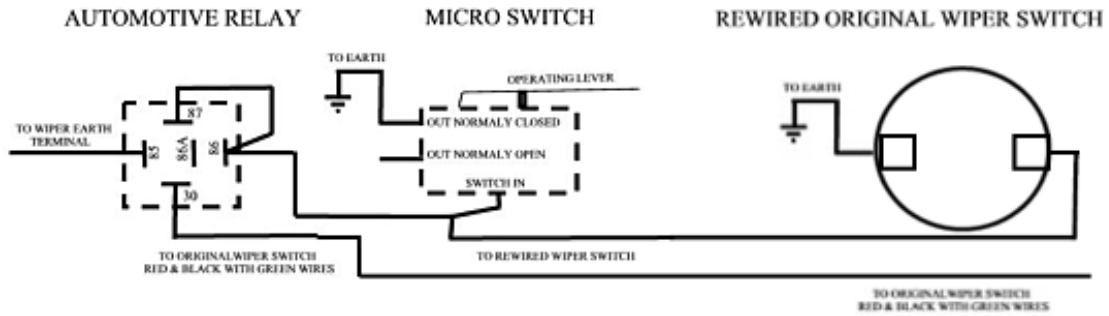 AUTOMOTIVE RELAY
MICRO SWITCH
REWIRED ORIGINAL WIPER SWITCH
TO EARTH
OPERATING LEVER
TO EARTH
87
TO WIPER EARTH
TERMINAL
85
86A
86
30
OUT NORMALY CLOSED
OUT NORMALY OPEN
SWITCH IN
TO ORIGINALWIPER SWITCH
RED & BLACK WITH GREEN WIRES
TO REWIRED WIPER SWITCH
TO ORIGINALWIPER SWITCH
RED & BLACK WITH GREEN WIRES